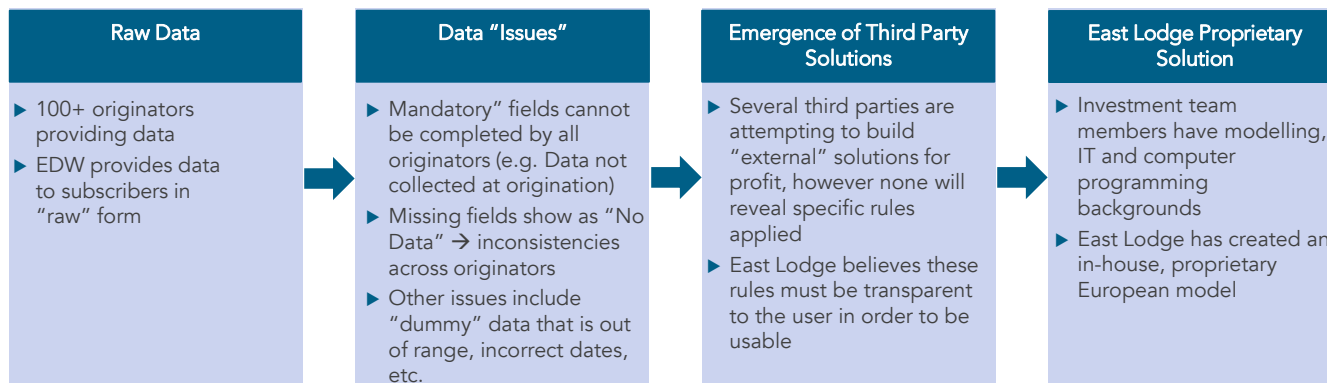 Raw Data
▶ 100+ originators
providing data
▶ EDW provides data
to subscribers in
“raw” form
Data “Issues”
▶ Mandatory” fields cannot
be completed by all
originators (e.g. Data not
collected at origination)
▶ Missing fields show as “No
Data” → inconsistencies
across originators
▶ Other issues include
“dummy” data that is out
of range, incorrect dates,
etc.
Emergence of Third Party
Solutions
▶ Several third parties are
attempting to build
“external” solutions for
profit, however none will
reveal specific rules
applied
▶ East Lodge believes these
rules must be transparent
to the user in order to be
usable
East Lodge Proprietary
Solution
▶ Investment team
members have modelling,
IT and computer
programming
backgrounds
▶ East Lodge has created an
in-house, proprietary
European model